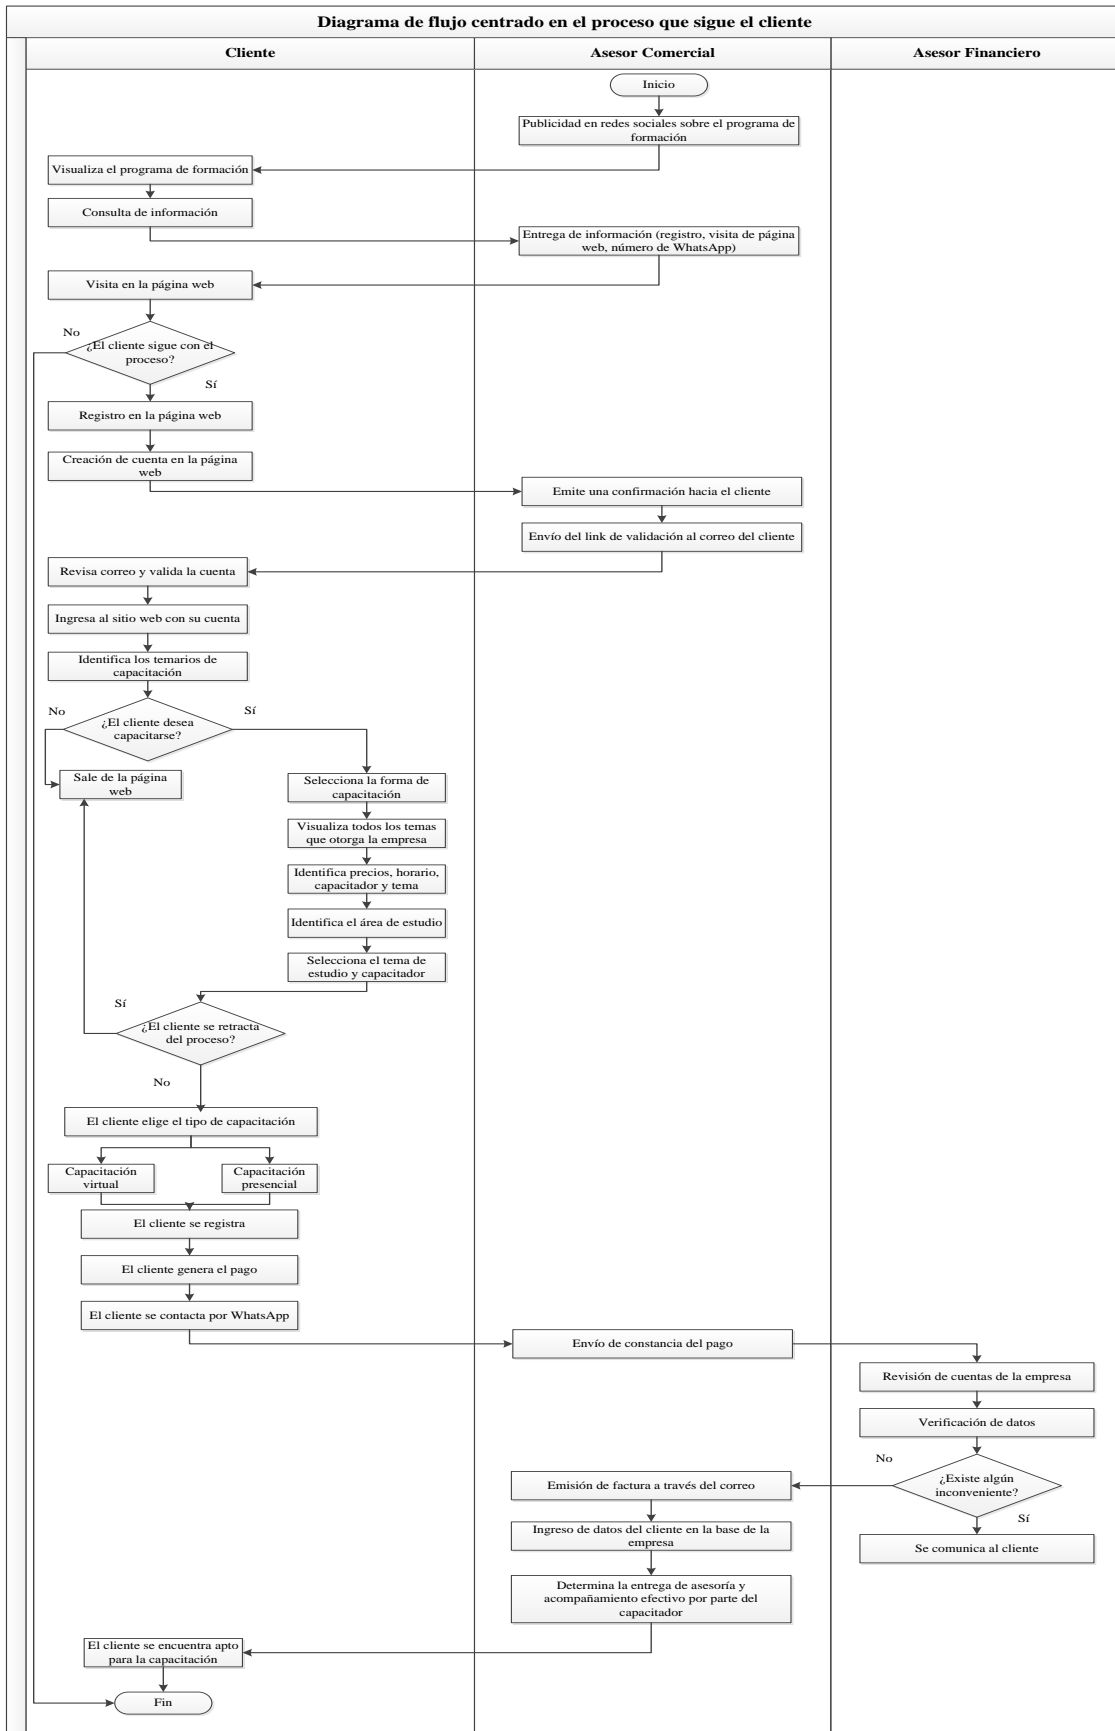 Diagrama de flujo centrado en el proceso que sigue el cliente
Cliente
Asesor Comercial
Asesor Financiero
Inicio
Publicidad en redes sociales sobre el programa de
formación
Visualiza el programa de formación
Consulta de información
Entrega de información (registro, visita de página
web, número de WhatsApp)
Visita en la página web
No
¿El cliente sigue con el
proceso?
Sí
Registro en la página web
Creación de cuenta en la página
web
Emite una confirmación hacia el cliente
Envío del link de validación al correo del cliente
Revisa correo y valida la cuenta
Ingresa al sitio web con su cuenta
Identifica los temarios de
capacitación
No
¿El cliente desea
capacitarse?
Sí
Sale de la página
web
Selecciona la forma de
capacitación
Visualiza todos los temas
que otorga la empresa
Identifica precios, horario,
capacitador y tema
Identifica el área de estudio
Selecciona el tema de
estudio y capacitador
Sí
¿El cliente se retracta
del proceso?
No
El cliente elige el tipo de capacitación
Capacitación
virtual
Capacitación
presencial
El cliente se registra
El cliente genera el pago
El cliente se contacta por WhatsApp
Envío de constancia del pago
Revisión de cuentas de la empresa
Verificación de datos
No
¿Existe algún
inconveniente?
Sí
Emisión de factura a través del correo
Ingreso de datos del cliente en la base de la
empresa
Se comunica al cliente
Determina la entrega de asesoría y
acompañamiento efectivo por parte del
capacitador
El cliente se encuentra apto
para la capacitación
Fin